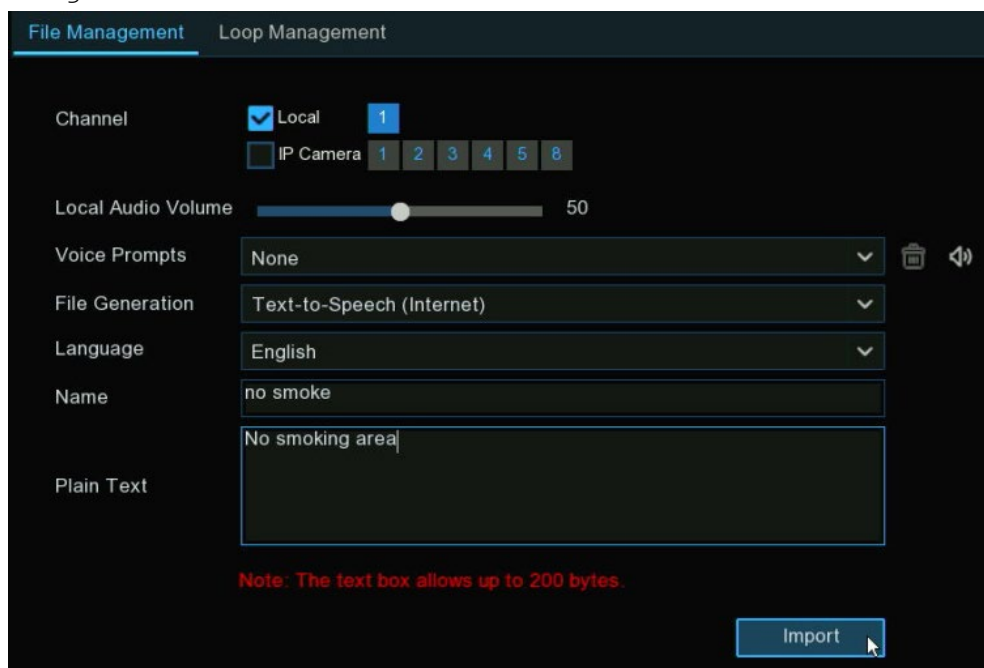 File Management Loop Management
Channel Local 1
IP Camera 1 2 3 4 5 8
Local Audio Volume 50
Voice Prompts None
File Generation Text-to-Speech (Internet)
Language English
Name no smoke
Plain Text No smoking area
Note: The text box allows up to 200 bytes.
Import